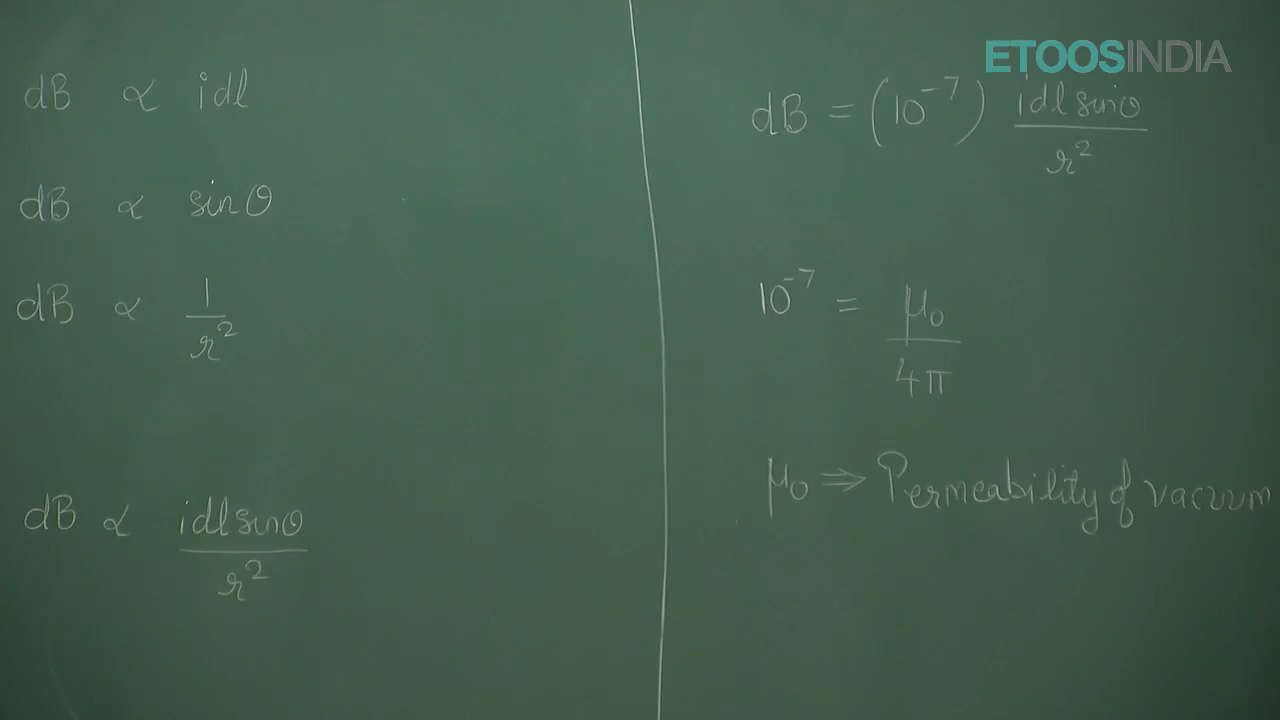 dB ∝ idl
dB ∝ sinθ
dB ∝ 1/r²
dB ∝ idl sinθ/r²
ETOOSINDIA
dB = (10⁻⁷) idl sinθ/r²
10⁻⁷ = μ₀/4π
μ₀ ⇒ Permeability of vacuum